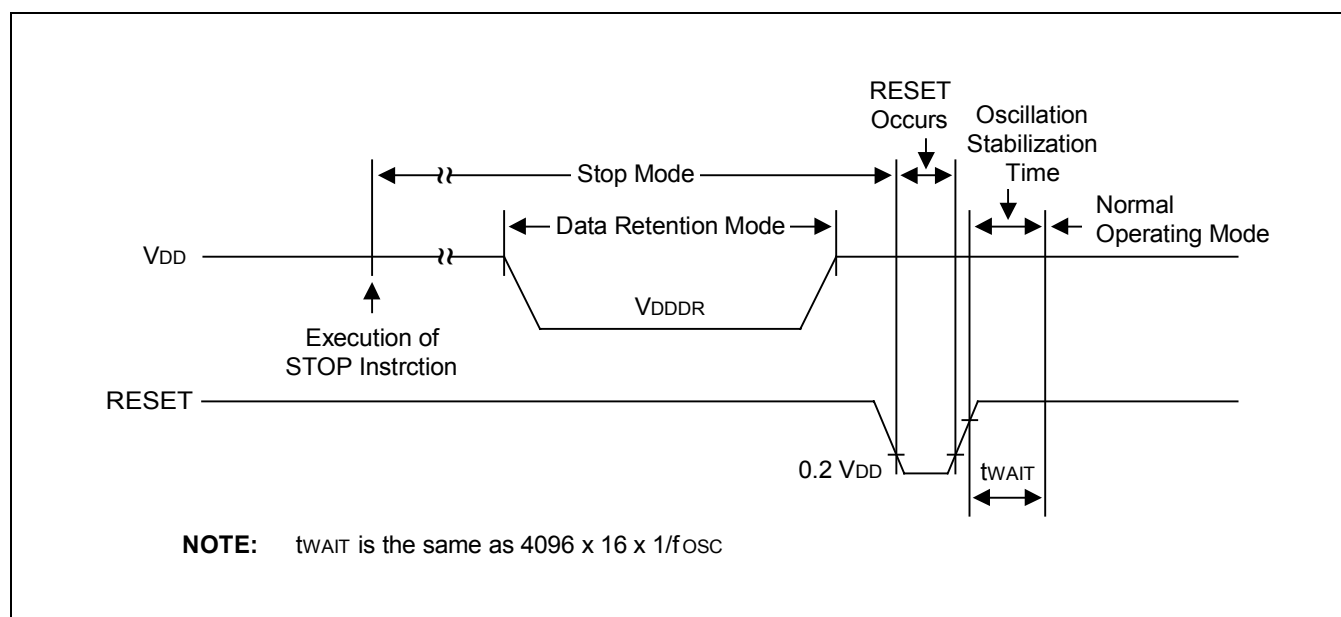 RESET
Occurs
Oscillation
Stabilization
Time
Stop Mode
Normal
Operating Mode
Data Retention Mode
VDD
VDDDR
Execution of
STOP Instrction
RESET
0.2 VDD
tWAIT
NOTE: tWAIT is the same as 4096 x 16 x 1/fOSC